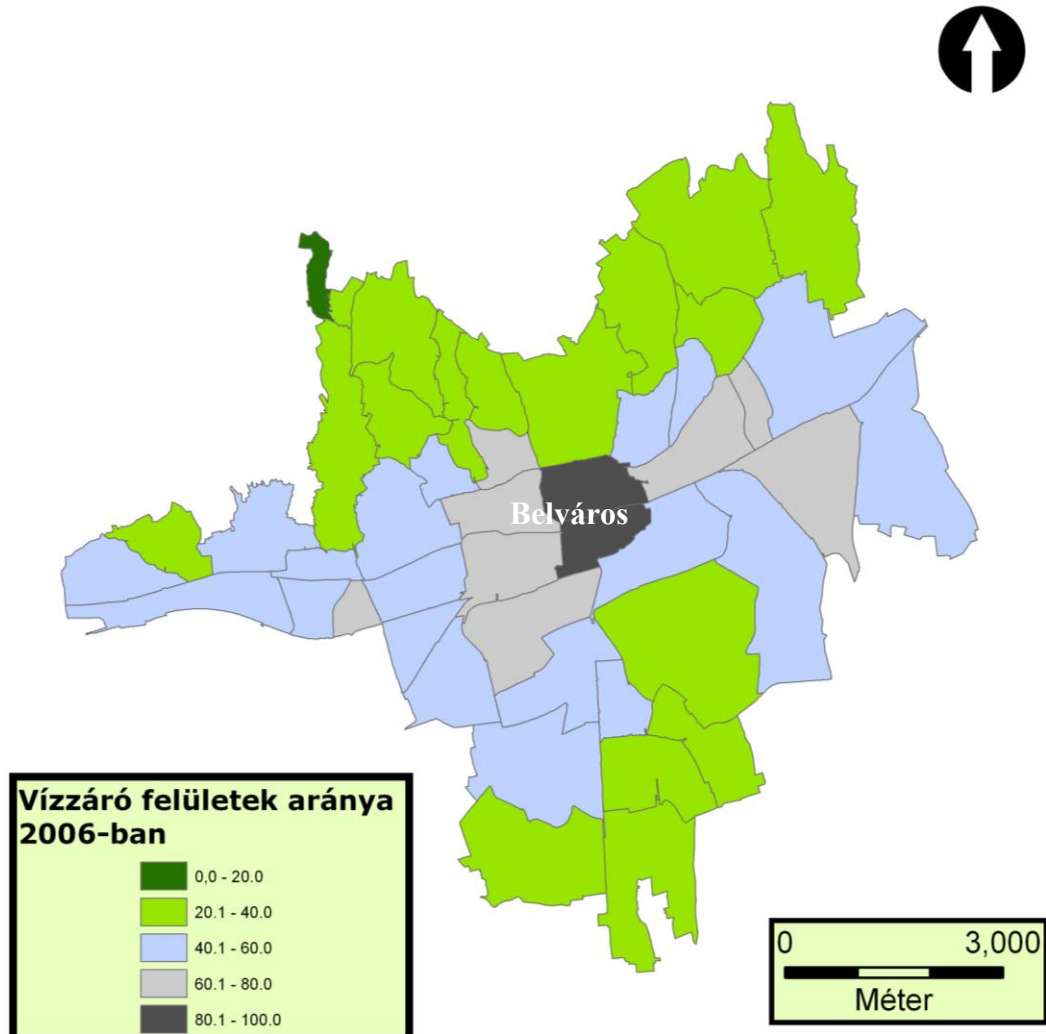 Belváros
Vízzáró felületek aránya
2006-ban
0,0 - 20.0
20.1 - 40.0
40.1 - 60.0
60.1 - 80.0
80.1 - 100.0
0 3,000
Méter